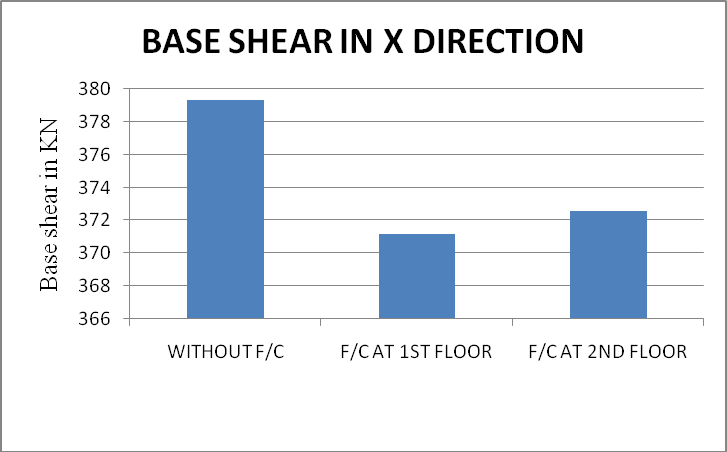 BASE SHEAR IN X DIRECTION
Base shear in KN
380
378
376
374
372
370
368
366
WITHOUT F/C
F/C AT 1ST FLOOR
F/C AT 2ND FLOOR